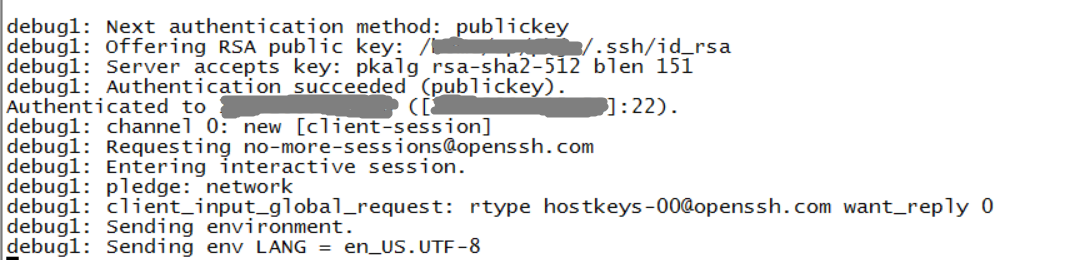 debug1: Next authentication method: publickey
debug1: Offering RSA public key: / /.ssh/id_rsa
debug1: Server accepts key: pkalg rsa-sha2-512 blen 151
debug1: Authentication succeeded (publickey).
Authenticated to ([ ]:22).
debug1: channel 0: new [client-session]
debug1: Requesting no-more-sessions@openssh.com
debug1: Entering interactive session.
debug1: pledge: network
debug1: client_input_global_request: rtype hostkeys-00@openssh.com want_reply 0
debug1: Sending environment.
debug1: Sending env LANG = en_US.UTF-8